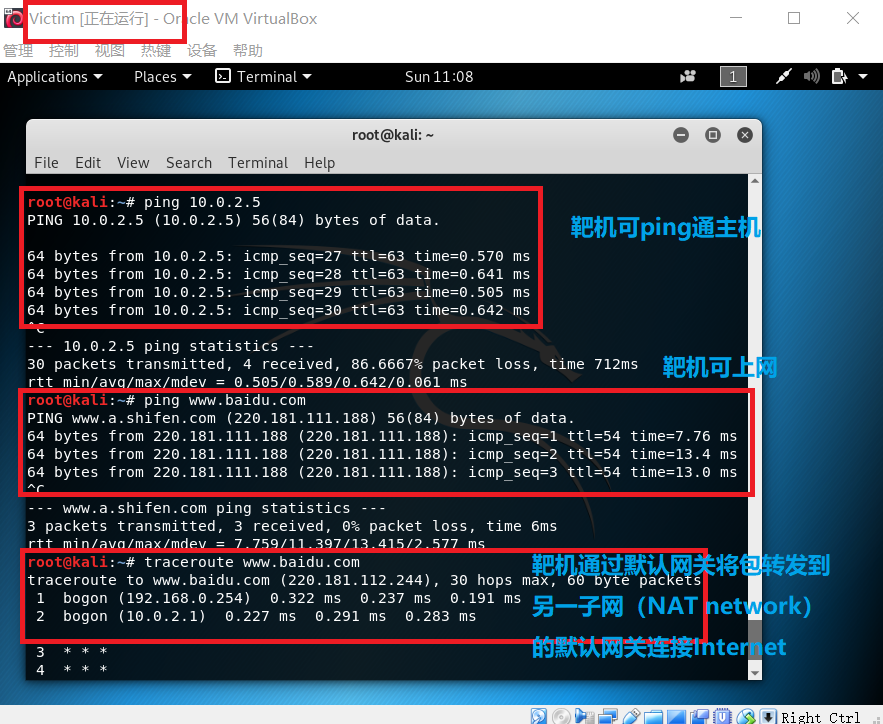 Victim [正在运行] - Oracle VM VirtualBox
管理 控制 视图 热键 设备 帮助
Applications Places Terminal Sun 11:08 1
root@kali: ~
File Edit View Search Terminal Help
root@kali:~# ping 10.0.2.5
PING 10.0.2.5 (10.0.2.5) 56(84) bytes of data.
靶机可ping通主机
64 bytes from 10.0.2.5: icmp_seq=27 ttl=63 time=0.570 ms
64 bytes from 10.0.2.5: icmp_seq=28 ttl=63 time=0.641 ms
64 bytes from 10.0.2.5: icmp_seq=29 ttl=63 time=0.505 ms
64 bytes from 10.0.2.5: icmp_seq=30 ttl=63 time=0.642 ms
^C
--- 10.0.2.5 ping statistics ---
30 packets transmitted, 4 received, 86.6667% packet loss, time 712ms
靶机可上网
rtt min/avg/max/mdev = 0.505/0.589/0.642/0.061 ms
root@kali:~# ping www.baidu.com
PING www.a.shifen.com (220.181.111.188) 56(84) bytes of data.
64 bytes from 220.181.111.188 (220.181.111.188): icmp_seq=1 ttl=54 time=7.76 ms
64 bytes from 220.181.111.188 (220.181.111.188): icmp_seq=2 ttl=54 time=13.4 ms
64 bytes from 220.181.111.188 (220.181.111.188): icmp_seq=3 ttl=54 time=13.0 ms
^C
--- www.a.shifen.com ping statistics ---
3 packets transmitted, 3 received, 0% packet loss, time 6ms
rtt min/avg/max/mdev = 7.759/11.397/13.415/2.577 ms
root@kali:~# traceroute www.baidu.com
靶机通过默认网关将包转发到
traceroute to www.baidu.com (220.181.112.244), 30 hops max, 60 byte packets
1 bogon (192.168.0.254) 0.322 ms 0.237 ms 0.191 ms
另一子网（NAT network）
2 bogon (10.0.2.1) 0.227 ms 0.291 ms 0.283 ms
的默认网关连接Internet
3 * * *
4 * * *
Right Ctrl